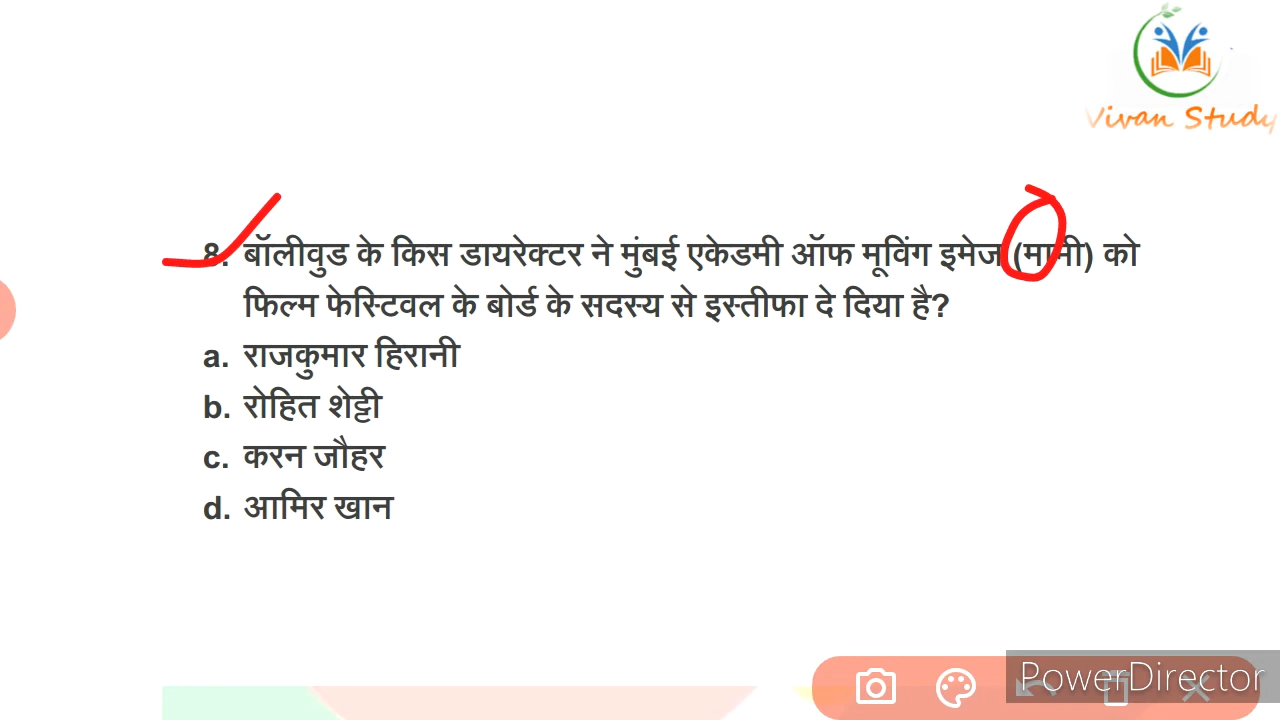 Vivan Study
8. बॉलीवुड के किस डायरेक्टर ने मुंबई एकेडमी ऑफ मूविंग इमेज (मामी) को
फिल्म फेस्टिवल के बोर्ड के सदस्य से इस्तीफा दे दिया है?
a. राजकुमार हिरानी
b. रोहित शेट्टी
c. करन जौहर
d. आमिर खान
PowerDirector